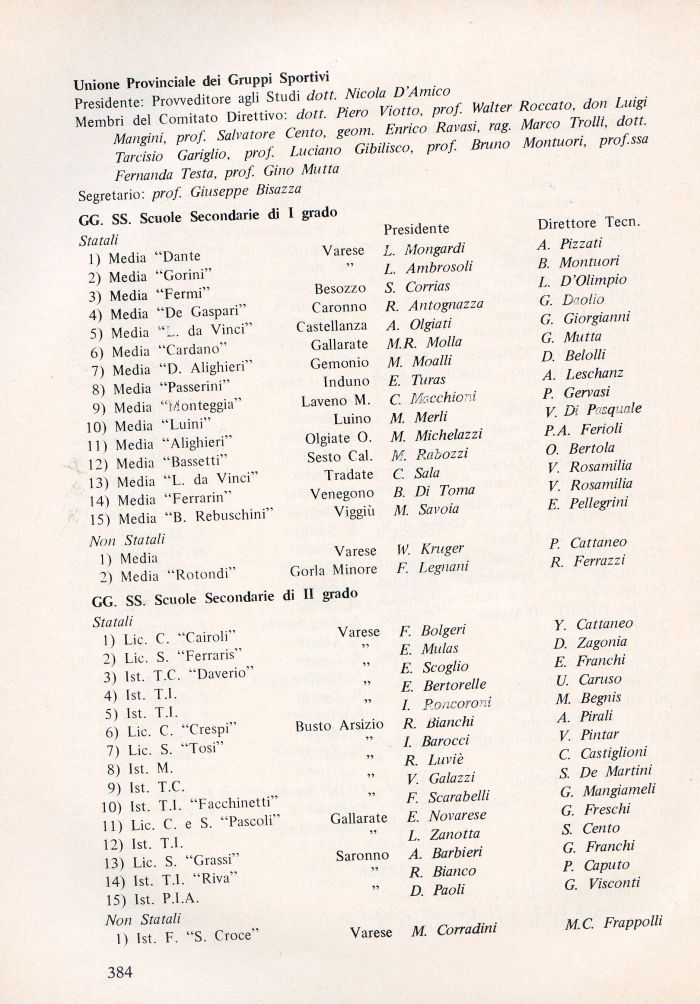 Unione Provinciale dei Gruppi Sportivi
Presidente: Provveditore agli Studi dott. Nicola D'Amico
Membri del Comitato Direttivo: dott. Piero Viotto, prof. Walter Roccato, don Luigi
Mangini, prof. Salvatore Cento, geom. Enrico Ravasi, rag. Marco Trolli, dott.
Tarcisio Gariglio, prof. Luciano Gibilisco, prof. Bruno Montuori, prof.ssa
Fernanda Testa, prof. Gino Mutta
Segretario: prof. Giuseppe Bisazza
GG. SS. Scuole Secondarie di I grado
Statali Presidente Direttore Tecn.
1) Media “Dante Varese L. Mongardi A. Pizzati
2) Media “Gorini” ” L. Ambrosoli B. Montuori
3) Media “Fermi” Besozzo S. Corrias L. D'Olimpio
4) Media “De Gaspari” Caronno R. Antognazza G. Daolio
5) Media “L. da Vinci” Castellanza A. Olgiati G. Giorgianni
6) Media “Cardano” Gallarate M.R. Molla G. Mutta
7) Media “D. Alighieri” Gemonio M. Moalli D. Belolli
8) Media “Passerini” Induno E. Turas A. Leschanz
9) Media “Monteggia” Laveno M. C. Macchioni P. Gervasi
10) Media “Luini” Luino M. Merli V. Di Pasquale
11) Media “Alighieri” Olgiate O. M. Michelazzi P.A. Ferioli
12) Media “Bassetti” Sesto Cal. M. Rabozzi O. Bertola
13) Media “L. da Vinci” Tradate C. Sala V. Rosamilia
14) Media “Ferrarin” Venegono B. Di Toma V. Rosamilia
15) Media “B. Rebuschini” Viggiù M. Savoia E. Pellegrini
Non Statali
1) Media Varese W. Kruger P. Cattaneo
2) Media “Rotondi” Gorla Minore F. Legnani R. Ferrazzi
GG. SS. Scuole Secondarie di II grado
Statali
1) Lic. C. “Cairoli” Varese F. Bolgeri Y. Cattaneo
2) Lic. S. “Ferraris” ” E. Mulas D. Zagonia
3) Ist. T.C. “Daverio” ” E. Scoglio E. Franchi
4) Ist. T.I. ” E. Bertorelle U. Caruso
5) Ist. T.I. ” I. Roncoroni M. Begnis
6) Lic. C. “Crespi” Busto Arsizio R. Bianchi A. Pirali
7) Lic. S. “Tosi” ” I. Barocci V. Pintar
8) Ist. M. ” R. Luviè C. Castiglioni
9) Ist. T.C. ” V. Galazzi S. De Martini
10) Ist. T.I. “Facchinetti” ” F. Scarabelli G. Mangiameli
11) Lic. C. e S. “Pascoli” Gallarate E. Novarese G. Freschi
12) Ist. T.I. ” L. Zanotta S. Cento
13) Lic. S. “Grassi” Saronno A. Barbieri G. Franchi
14) Ist. T.I. “Riva” ” R. Bianco P. Caputo
15) Ist. P.I.A. ” D. Paoli G. Visconti
Non Statali
1) Ist. F. “S. Croce” Varese M. Corradini M.C. Frappolli
384